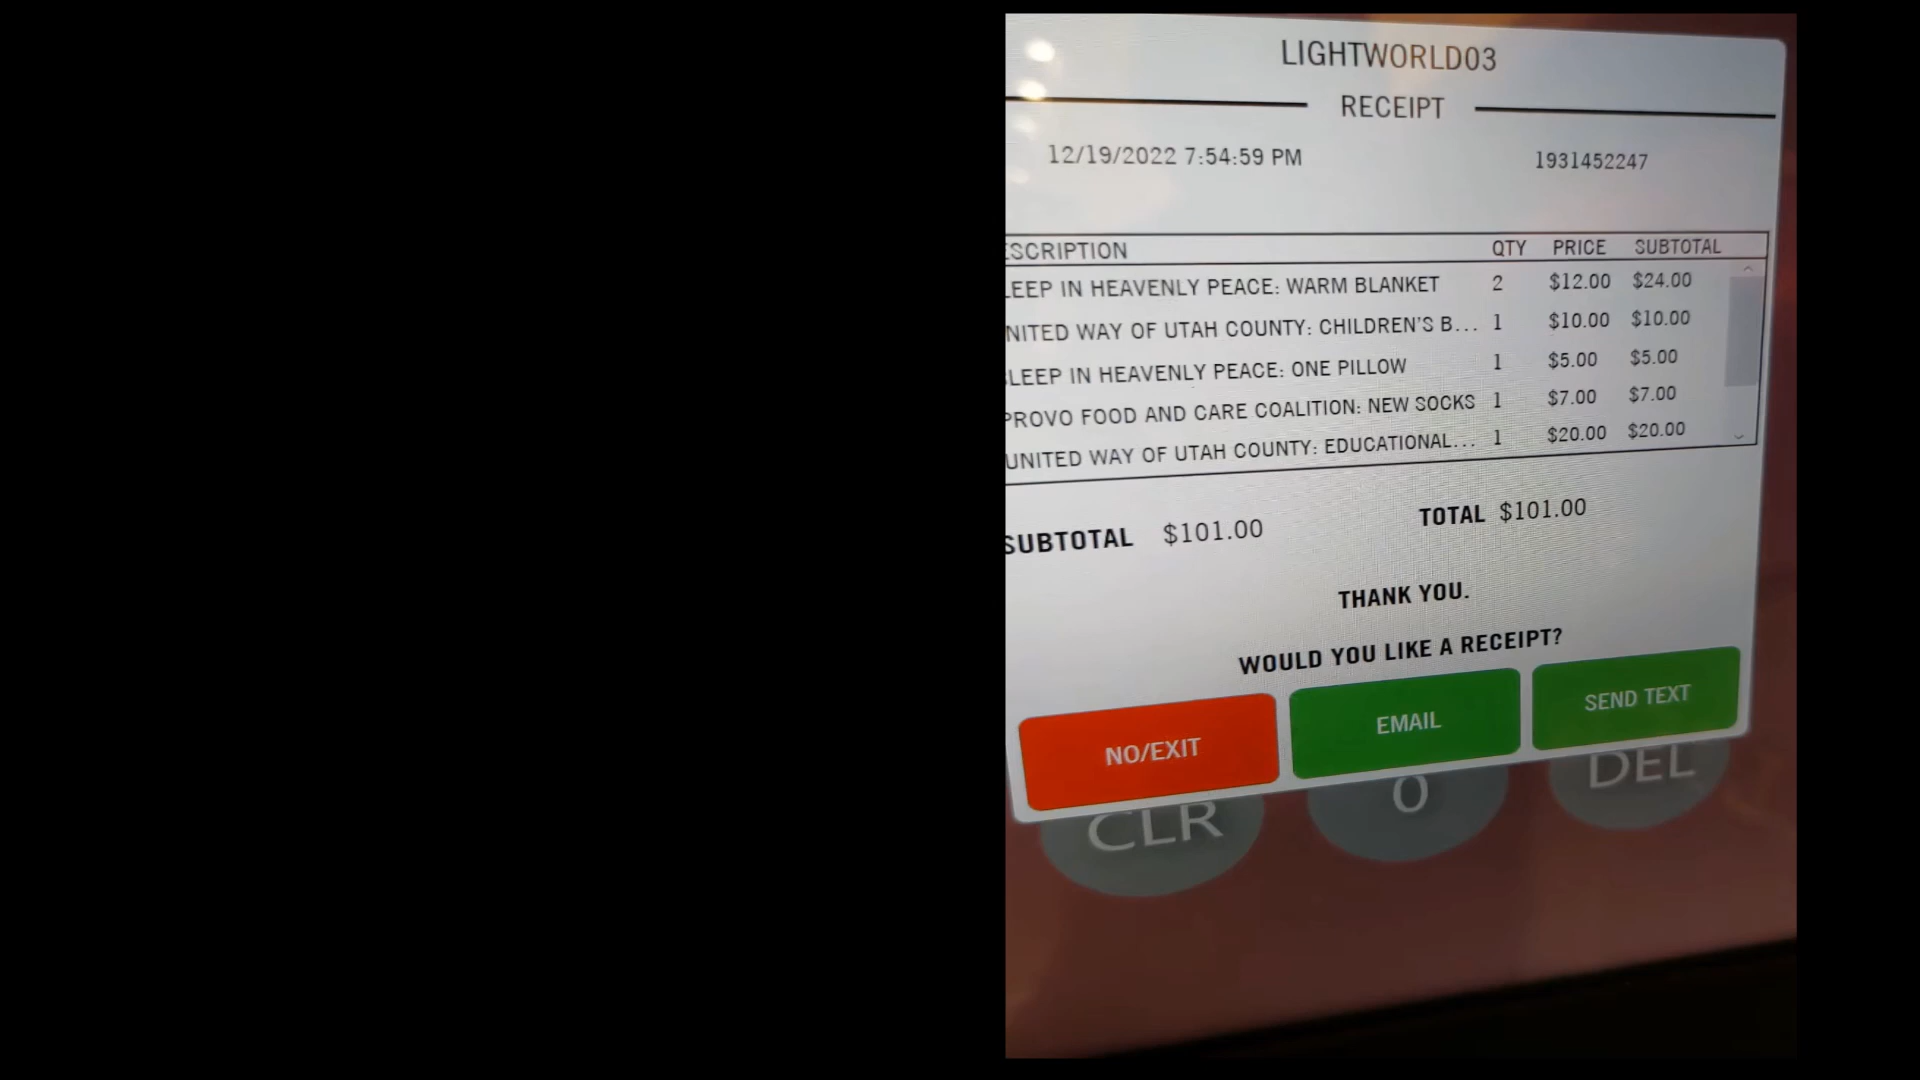 LIGHTWORLD03
RECEIPT
12/19/2022 7:54:59 PM 1931452247
ESCRIPTION QTY PRICE SUBTOTAL
LEEP IN HEAVENLY PEACE: WARM BLANKET 2 $12.00 $24.00
NITED WAY OF UTAH COUNTY: CHILDREN'S B... 1 $10.00 $10.00
SLEEP IN HEAVENLY PEACE: ONE PILLOW 1 $5.00 $5.00
PROVO FOOD AND CARE COALITION: NEW SOCKS 1 $7.00 $7.00
UNITED WAY OF UTAH COUNTY: EDUCATIONAL... 1 $20.00 $20.00
SUBTOTAL $101.00 TOTAL $101.00
THANK YOU.
WOULD YOU LIKE A RECEIPT?
NO/EXIT EMAIL SEND TEXT
CLR 0 DEL